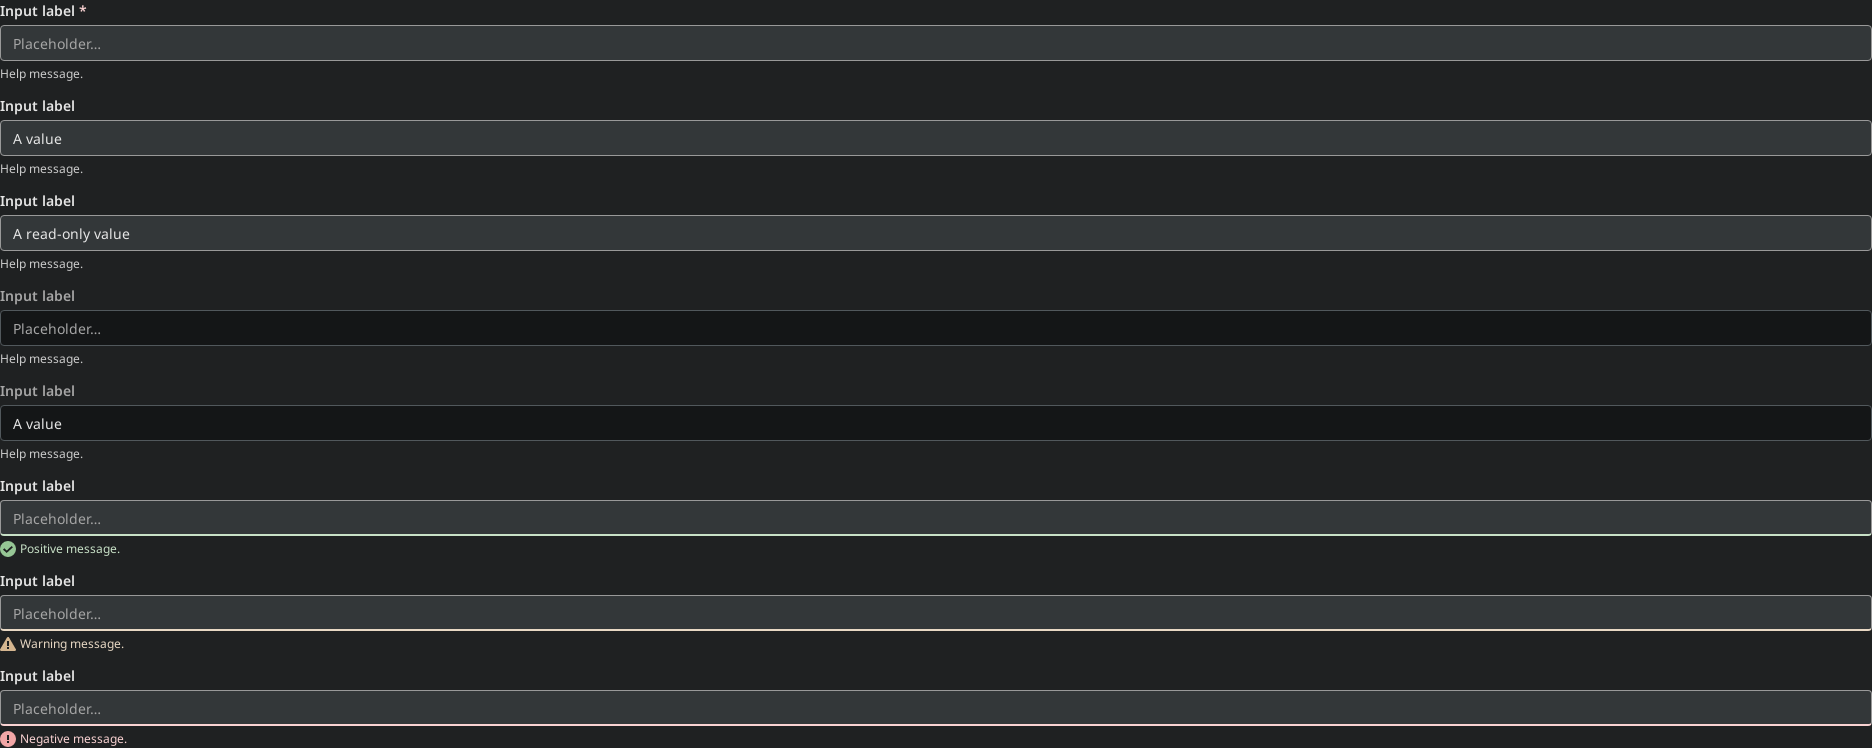 Input label *
Placeholder...
Help message.
Input label
A value
Help message.
Input label
A read-only value
Help message.
Input label
Placeholder...
Help message.
Input label
A value
Help message.
Input label
Placeholder...
Positive message.
Input label
Placeholder...
Warning message.
Input label
Placeholder...
Negative message.